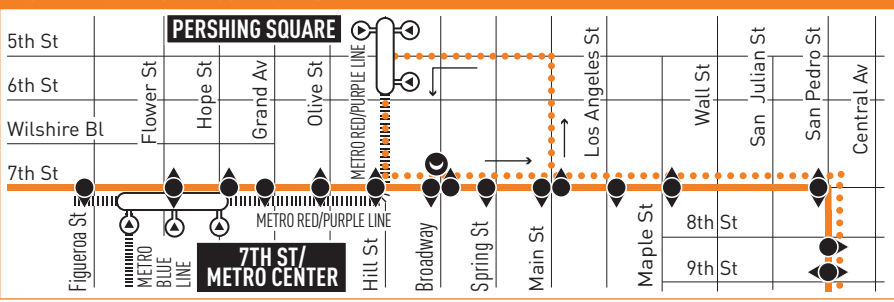 PERSHING SQUARE
5th St
6th St
Wilshire Bl
7th St
Flower St
Hope St
Grand Av
Olive St
METRO RED/PURPLE LINE
Los Angeles St
Wall St
San Julian St
San Pedro St
Central Av
METRO RED/PURPLE LINE
Figueroa St
METRO
BLUE
LINE
7TH ST/
METRO CENTER
Hill St
Broadway
Spring St
Main St
Maple St
8th St
9th St